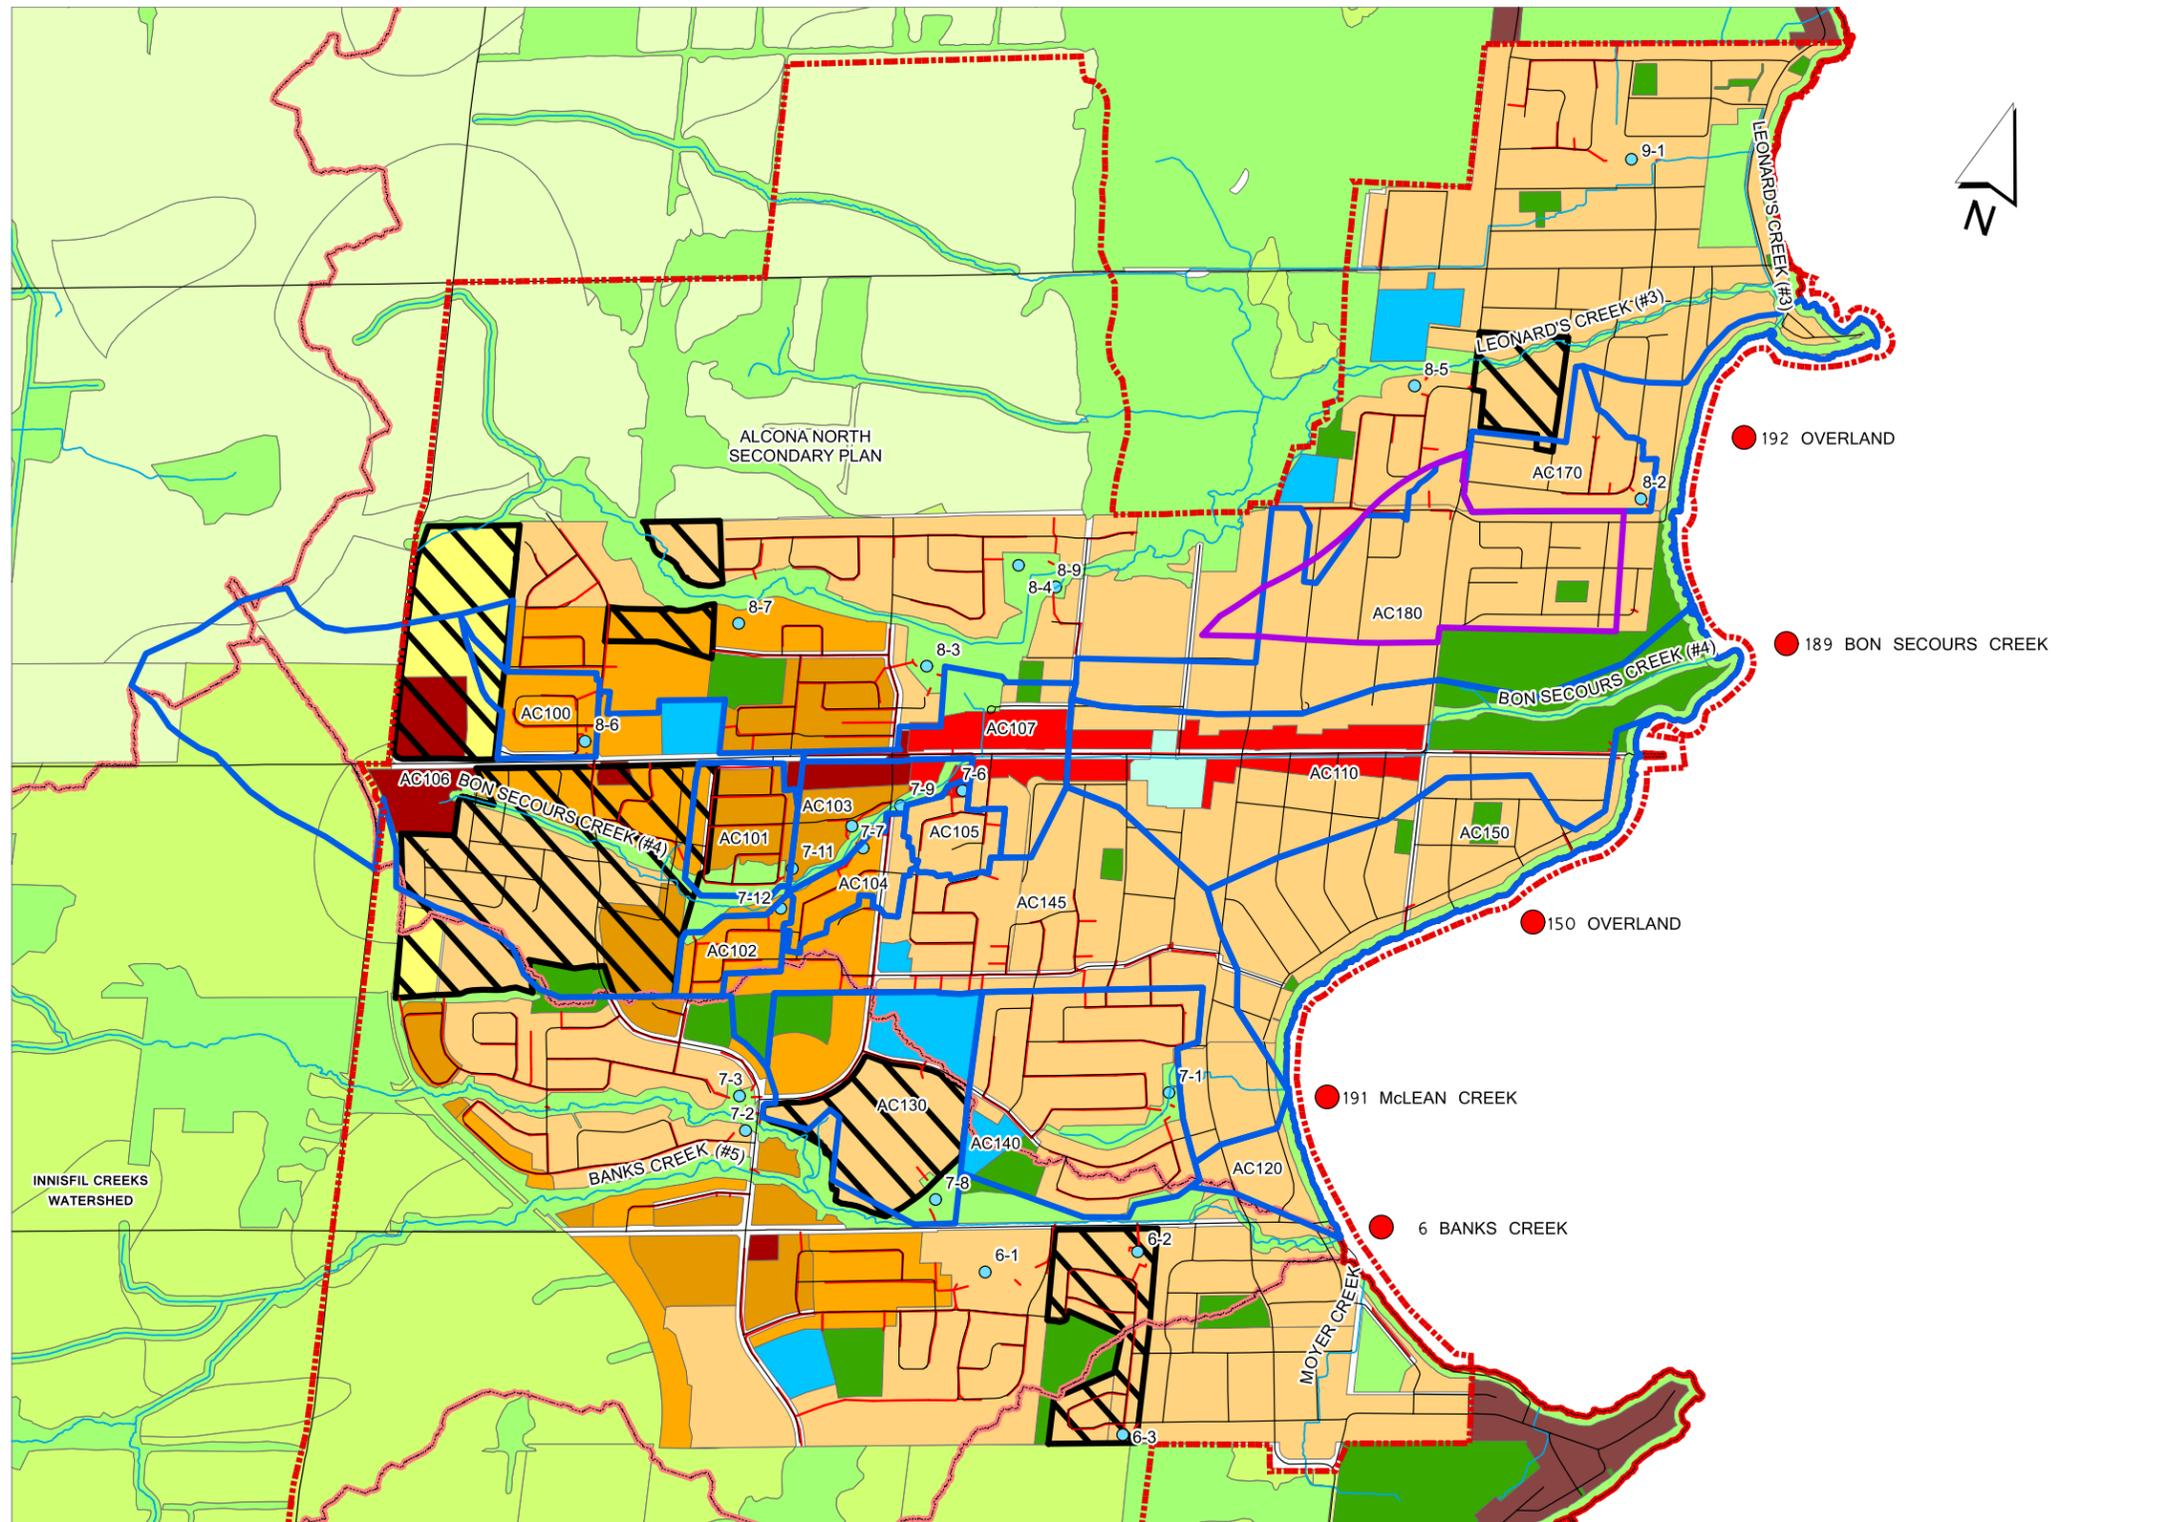 LEONARD'S CREEK (#3)
9-1
N
LEONARD'S CREEK (#3)
8-5
192 OVERLAND
ALCONA NORTH
SECONDARY PLAN
AC170
8-2
8-9
8-4
8-7
AC180
8-3
189 BON SECOURS CREEK
BON SECOURS CREEK (#4)
AC100
8-6
AC107
AC106
BON SECOURS CREEK (#4)
7-6
AC110
7-9
AC103
7-7
AC101
AC105
AC150
7-11
AC104
7-12
AC145
150 OVERLAND
AC102
7-3
7-1
7-2
AC130
191 McLEAN CREEK
AC140
BANKS CREEK (#5)
AC120
INNISFIL CREEKS
WATERSHED
7-8
6 BANKS CREEK
6-2
6-1
MOYER CREEK
6-3